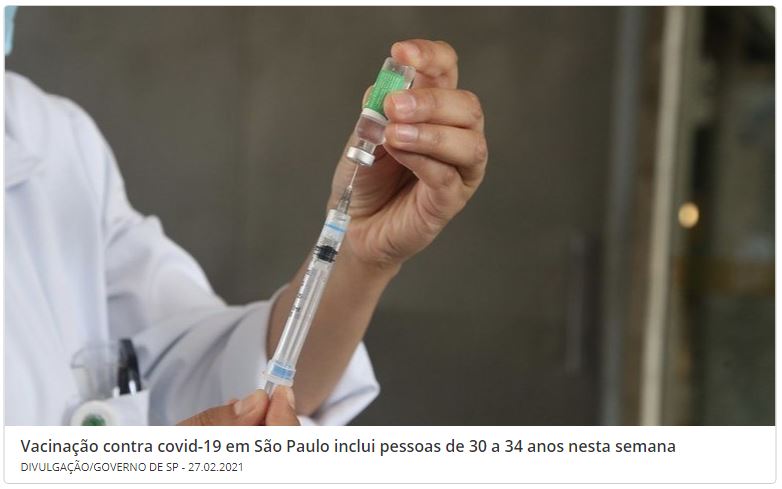 Vacinação contra covid-19 em São Paulo inclui pessoas de 30 a 34 anos nesta semana
DIVULGAÇÃO/GOVERNO DE SP - 27.02.2021